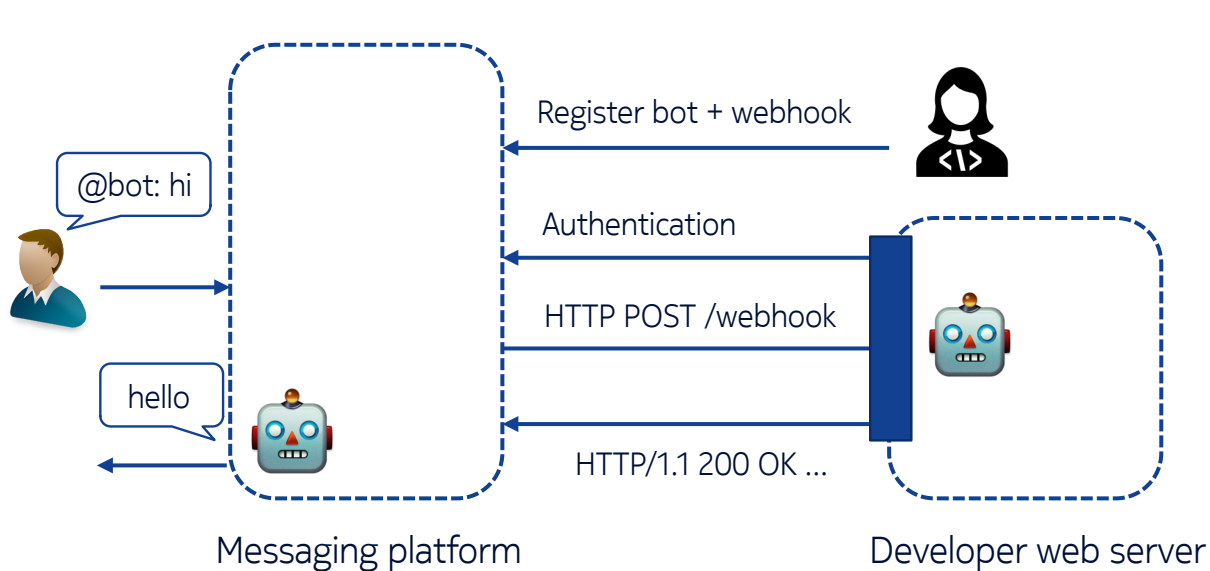 Register bot + webhook
</>
@bot: hi
Authentication
HTTP POST /webhook
hello
HTTP/1.1 200 OK ...
Messaging platform
Developer web server